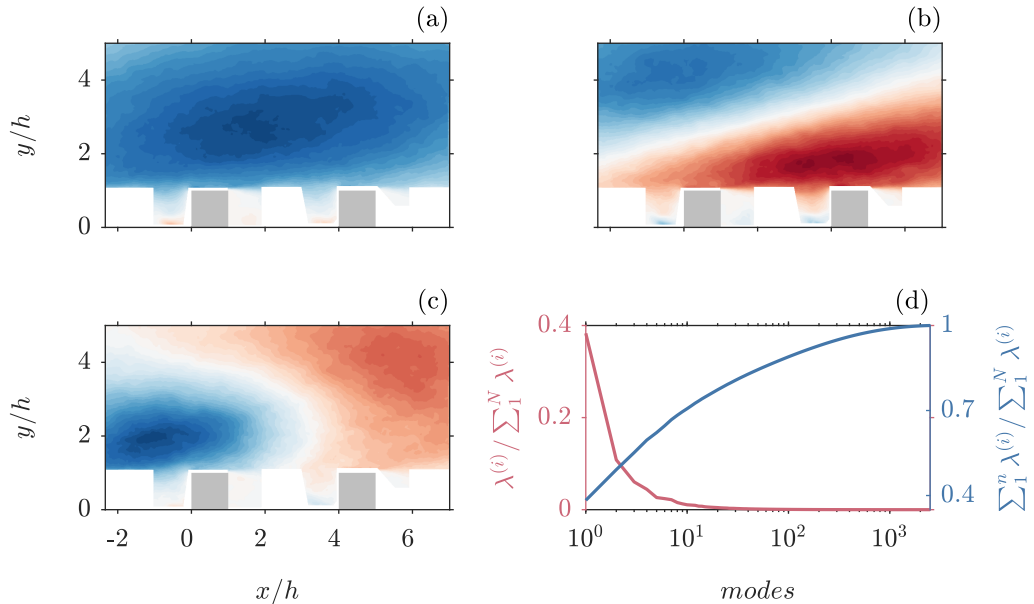 (a)
(b)
y/h
4
2
0
(c)
(d)
y/h
4
2
0
-2 0 2 4 6
x/h
λ^{(i)}/ ∑_1^N λ^{(i)}
0.4
0.2
0
1
0.7
0.4
∑_1^n λ^{(i)}/ ∑_1^N λ^{(i)}
10^0 10^1 10^2 10^3
modes